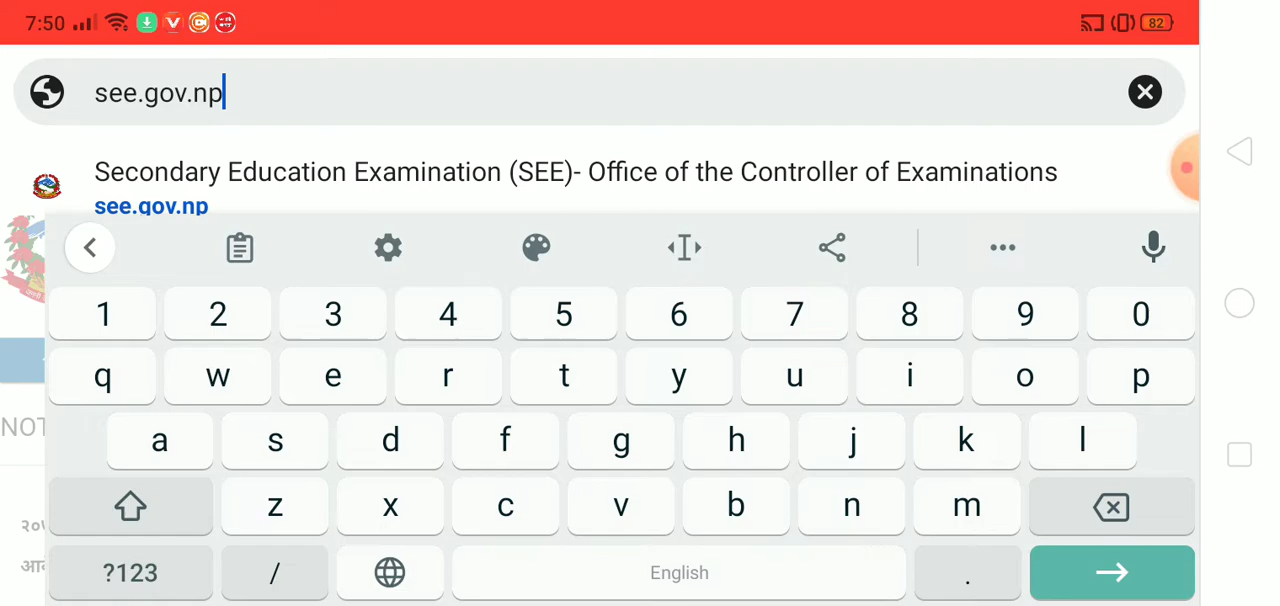 7:50 82
see.gov.np
Secondary Education Examination (SEE)- Office of the Controller of Examinations
see.gov.np
1 2 3 4 5 6 7 8 9 0
q w e r t y u i o p
NOT
a s d f g h j k l
z x c v b n m
?123 / English .